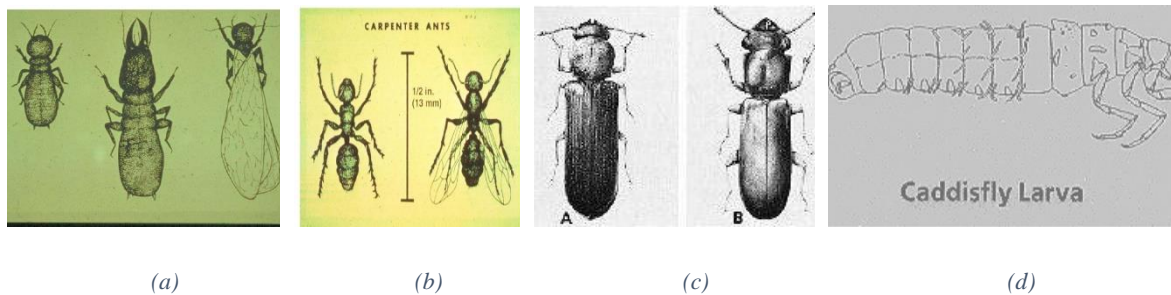 CARPENTER ANTS
1/2 in.
(13 mm)
A
B
Caddisfly Larva
(a)
(b)
(c)
(d)